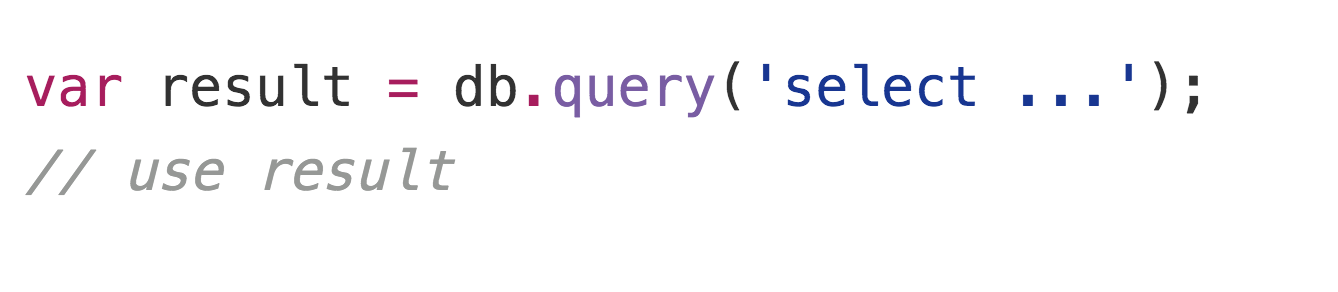 var result = db.query('select ...');
// use result